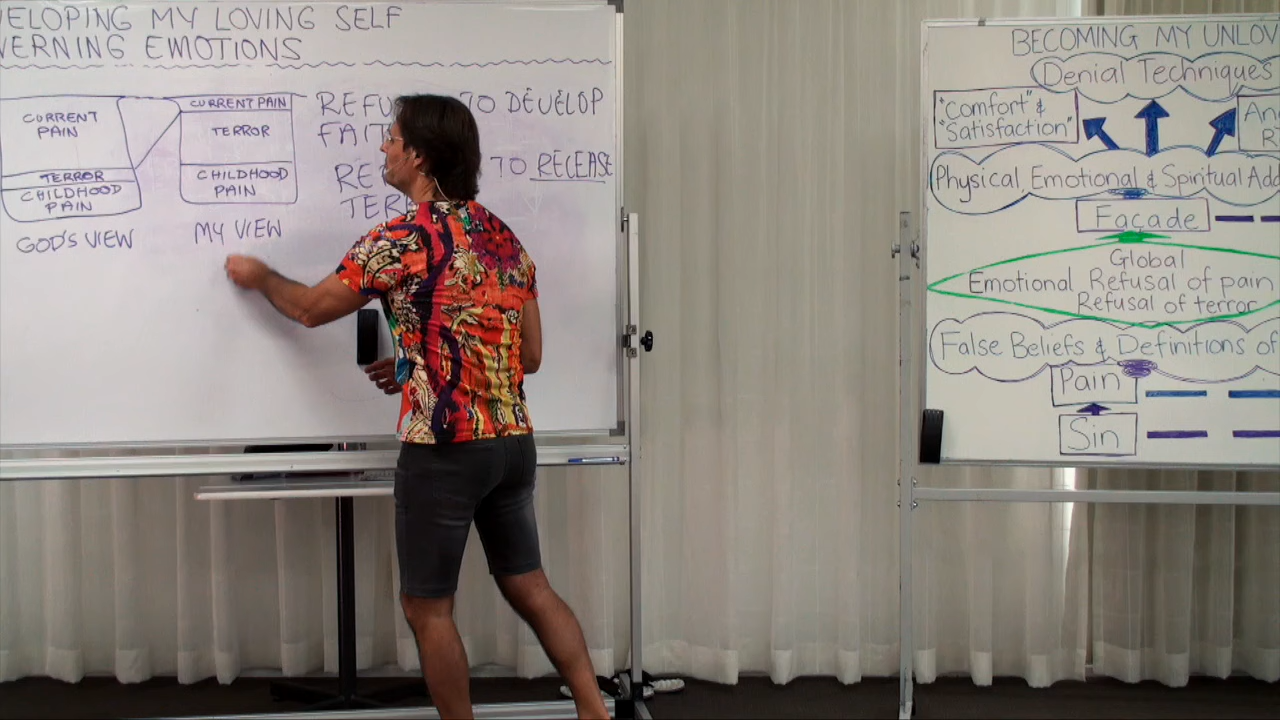 VELOPING MY LOVING SELF
VERNING EMOTIONS
CURRENT
PAIN
TERROR
CHILDHOOD
PAIN
GOD'S VIEW
CURRENT PAIN
TERROR
CHILDHOOD
PAIN
MY VIEW
REFU TO DEVELOP
FAIT
RE TO RELEASE
TER
BECOMING MY UNLOV
Denial Techniques
"Comfort" &
"Satisfaction"
An
R
Physical, Emotional & Spiritual Add
Façade
Global
Emotional Refusal of pain
Refusal of terror
False Beliefs & Definitions of
Pain
Sin